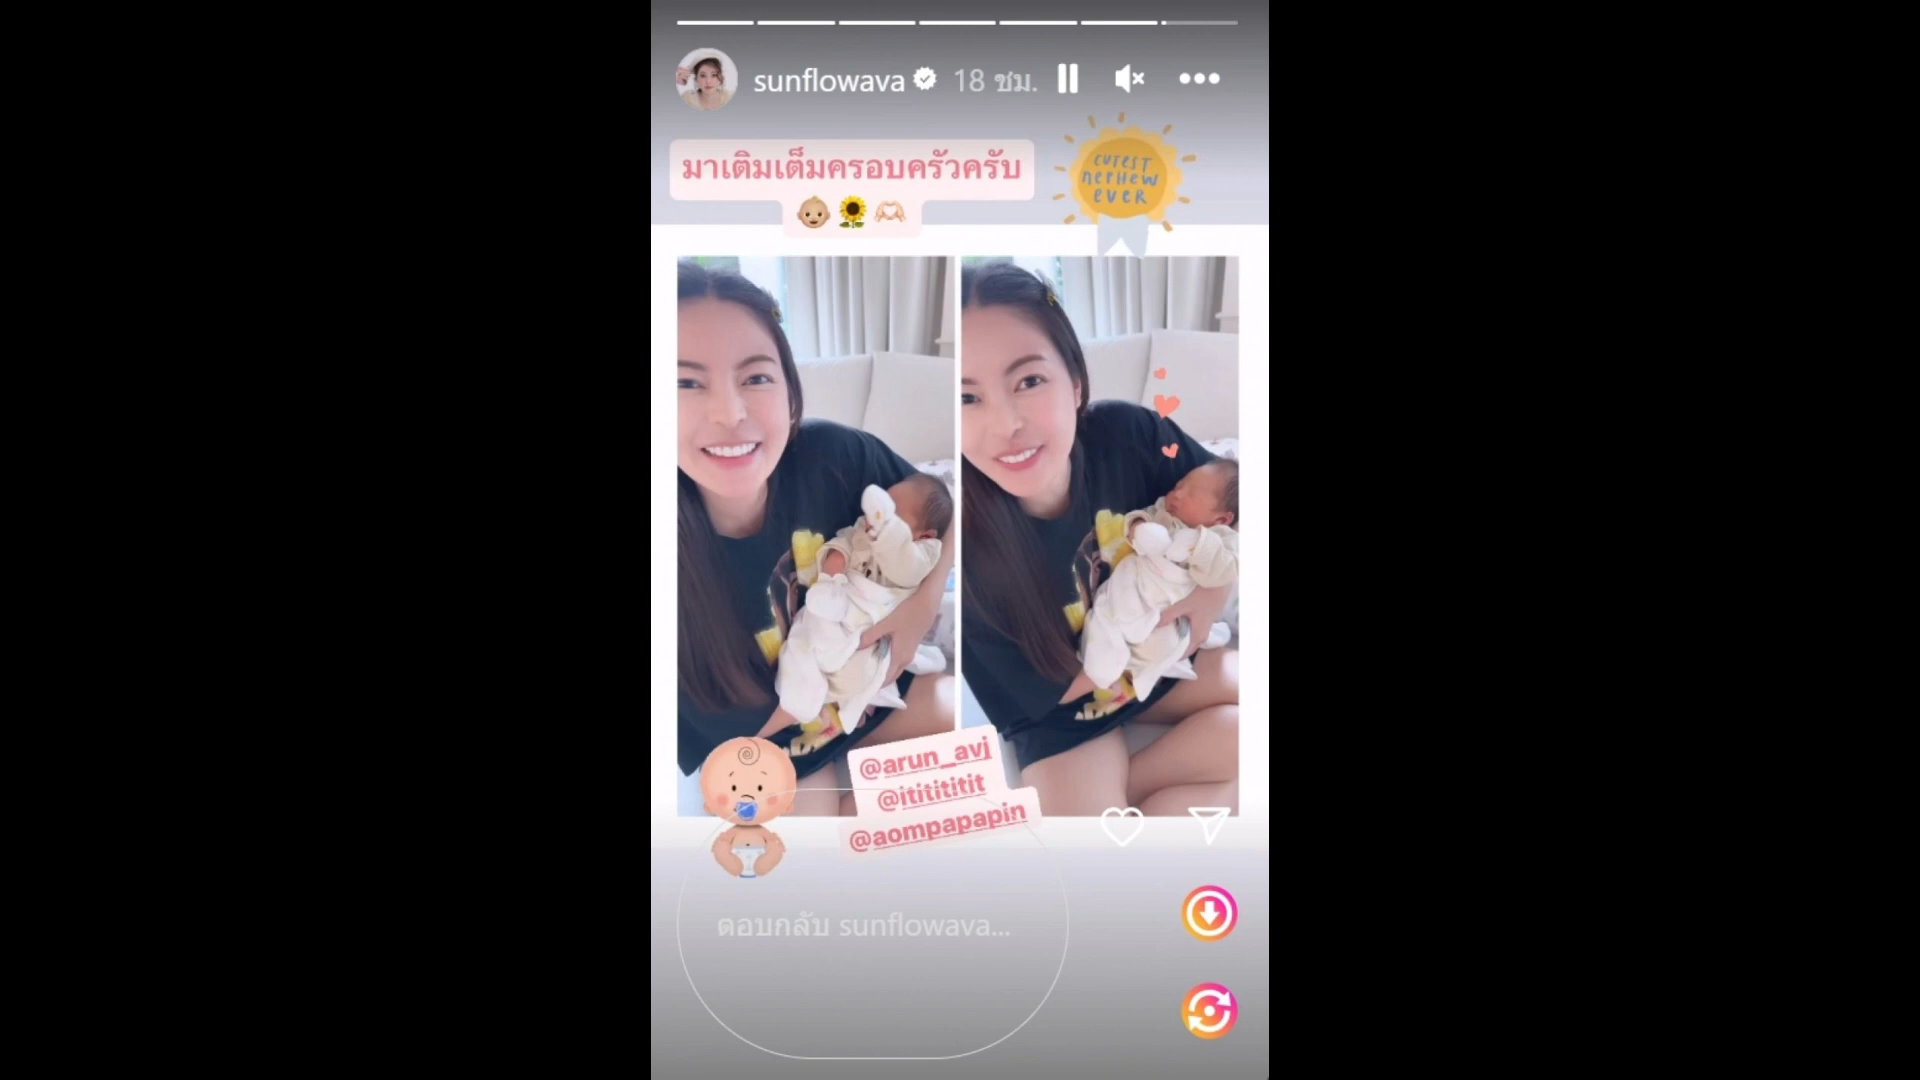 sunflowava 18 ชม.
มาเติมเต็มครอบครัวครับ
CUTEST
NEPHEW
EVER
@arun_avj
@ititititit
@aompapapin
ตอบกลับ sunflowava...